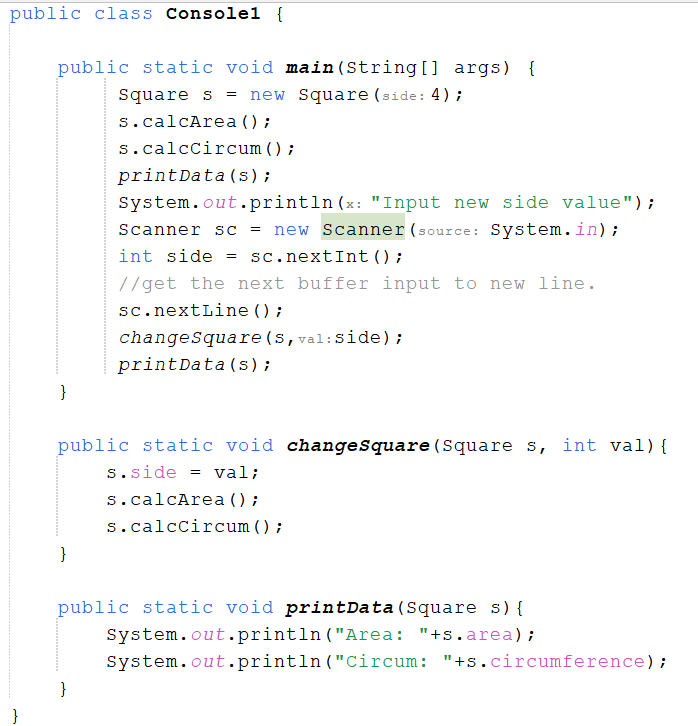 public class Console1 {
public static void main(String[] args) {
Square s = new Square(side: 4);
s.calcArea();
s.calcCircum();
printData(s);
System.out.println(x: "Input new side value");
Scanner sc = new Scanner(source: System.in);
int side = sc.nextInt();
//get the next buffer input to new line.
sc.nextLine();
changeSquare(s,val:side);
printData(s);
}
public static void changeSquare(Square s, int val){
s.side = val;
s.calcArea();
s.calcCircum();
}
public static void printData(Square s){
System.out.println("Area: "+s.area);
System.out.println("Circum: "+s.circumference);
}
}